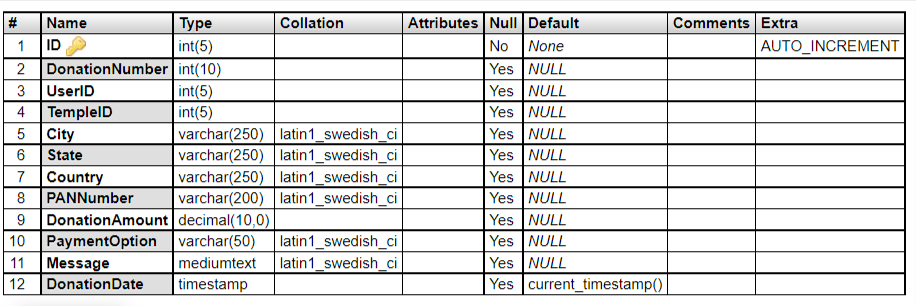 # Name Type Collation Attributes Null Default Comments Extra
1 ID int(5) No None AUTO_INCREMENT
2 DonationNumber int(10) Yes NULL
3 UserID int(5) Yes NULL
4 TempleID int(5) Yes NULL
5 City varchar(250) latin1_swedish_ci Yes NULL
6 State varchar(250) latin1_swedish_ci Yes NULL
7 Country varchar(250) latin1_swedish_ci Yes NULL
8 PANNumber varchar(200) latin1_swedish_ci Yes NULL
9 DonationAmount decimal(10,0) Yes NULL
10 PaymentOption varchar(50) latin1_swedish_ci Yes NULL
11 Message mediumtext latin1_swedish_ci Yes NULL
12 DonationDate timestamp Yes current_timestamp()